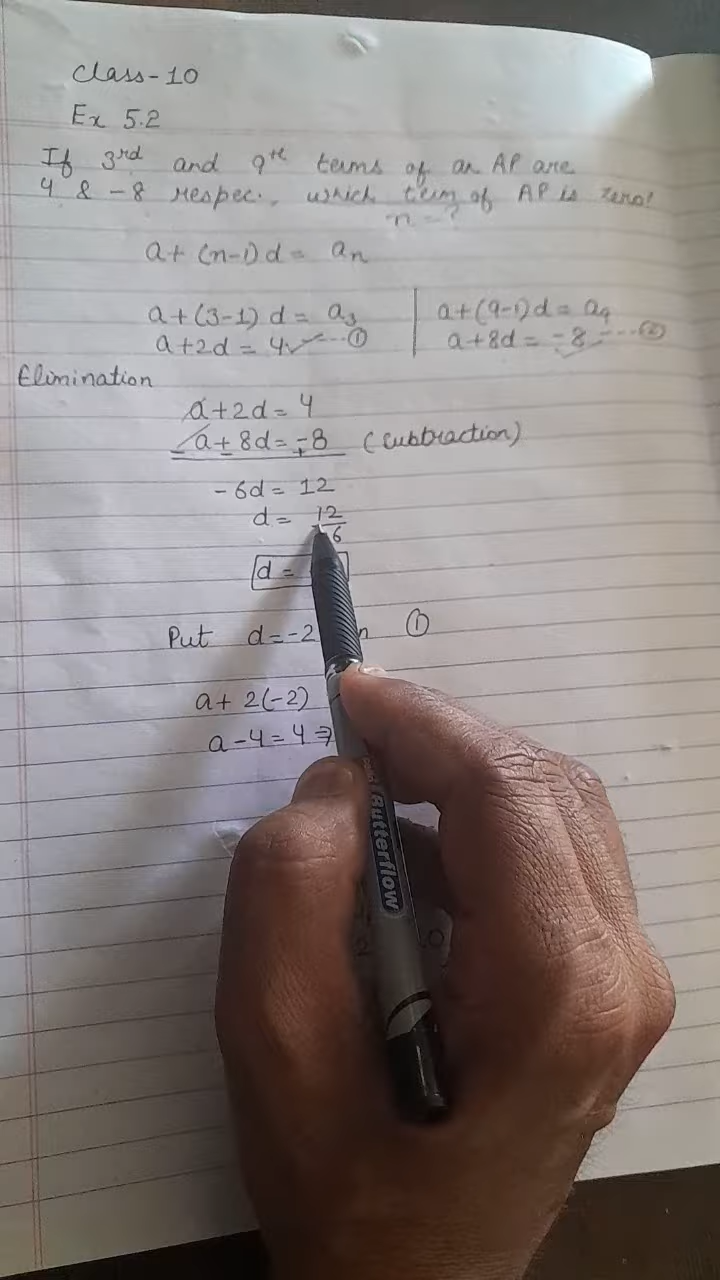 Class-10
Ex 5.2
If 3rd and 9th terms of an AP are
4 & -8 respec., which term of AP is zero?
n = ?
a + (n-1)d = an
a+(3-1) d = a3
a+2d = 4 ---①
a+(9-1)d = a9
a+8d = -8 ---②
Elimination
a+2d = 4
-a+8d = -8 (subtraction)
-6d = 12
d = 12
6
d =
Put d=-2 ①
a+ 2(-2)
a-4=4 ⇒
Butterflow